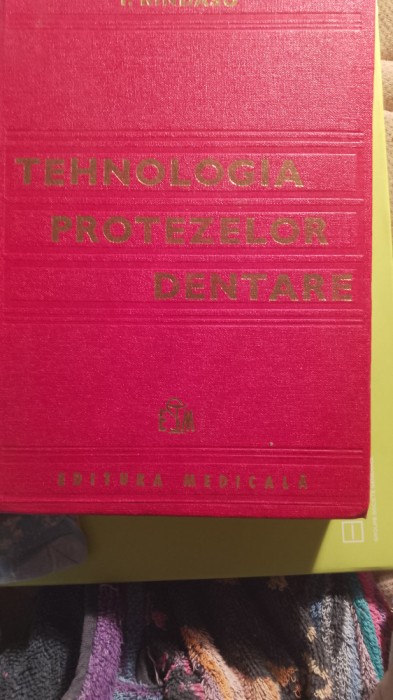 TEHNOLOGIA
PROTEZELOR
DENTARE
E M
EDITURA MEDICALĂ